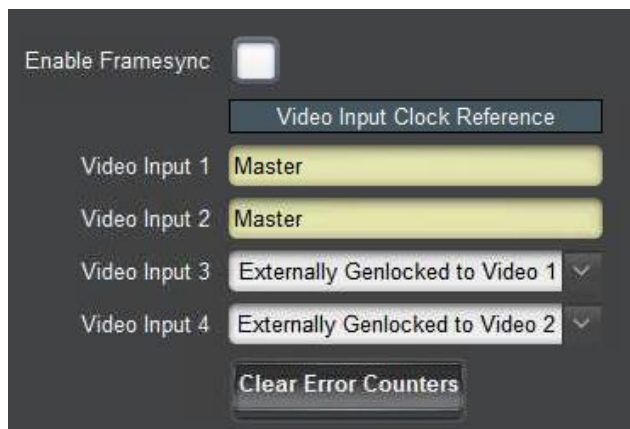 Enable Framesync
Video Input Clock Reference
Video Input 1 Master
Video Input 2 Master
Video Input 3 Externally Genlocked to Video 1
Video Input 4 Externally Genlocked to Video 2
Clear Error Counters